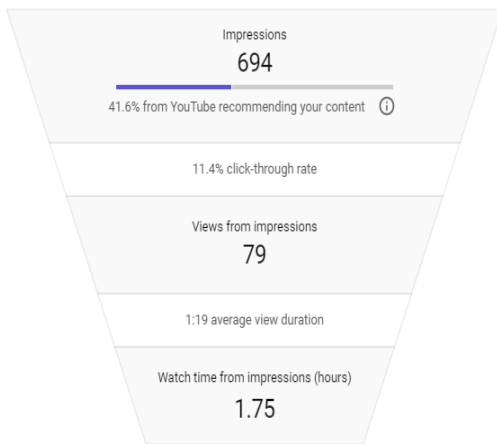 Impressions
694
41.6% from YouTube recommending your content
11.4% click-through rate
Views from impressions
79
1:19 average view duration
Watch time from impressions (hours)
1.75